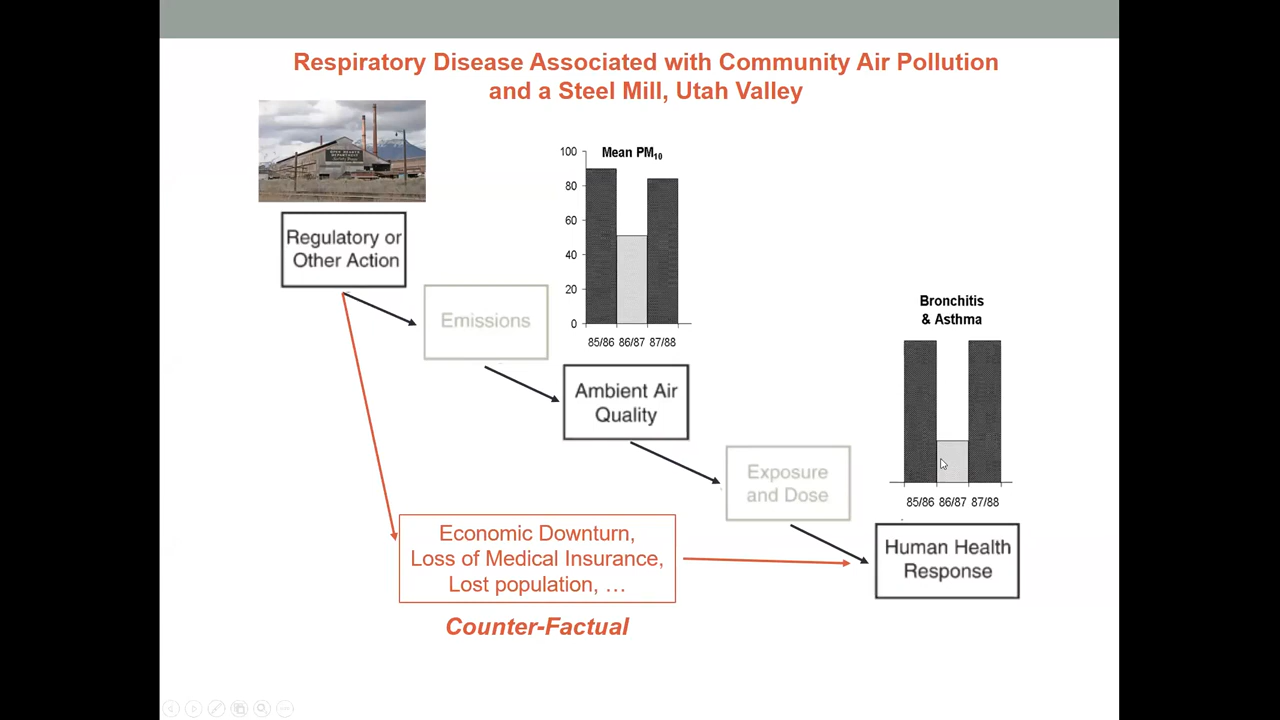 Respiratory Disease Associated with Community Air Pollution
and a Steel Mill, Utah Valley
Regulatory or
Other Action
Emissions
Mean PM10
100
80
60
40
20
0
85/86 86/87 87/88
Ambient Air
Quality
Exposure
and Dose
Bronchitis
& Asthma
85/86 86/87 87/88
Human Health
Response
Economic Downturn,
Loss of Medical Insurance,
Lost population, …
Counter-Factual